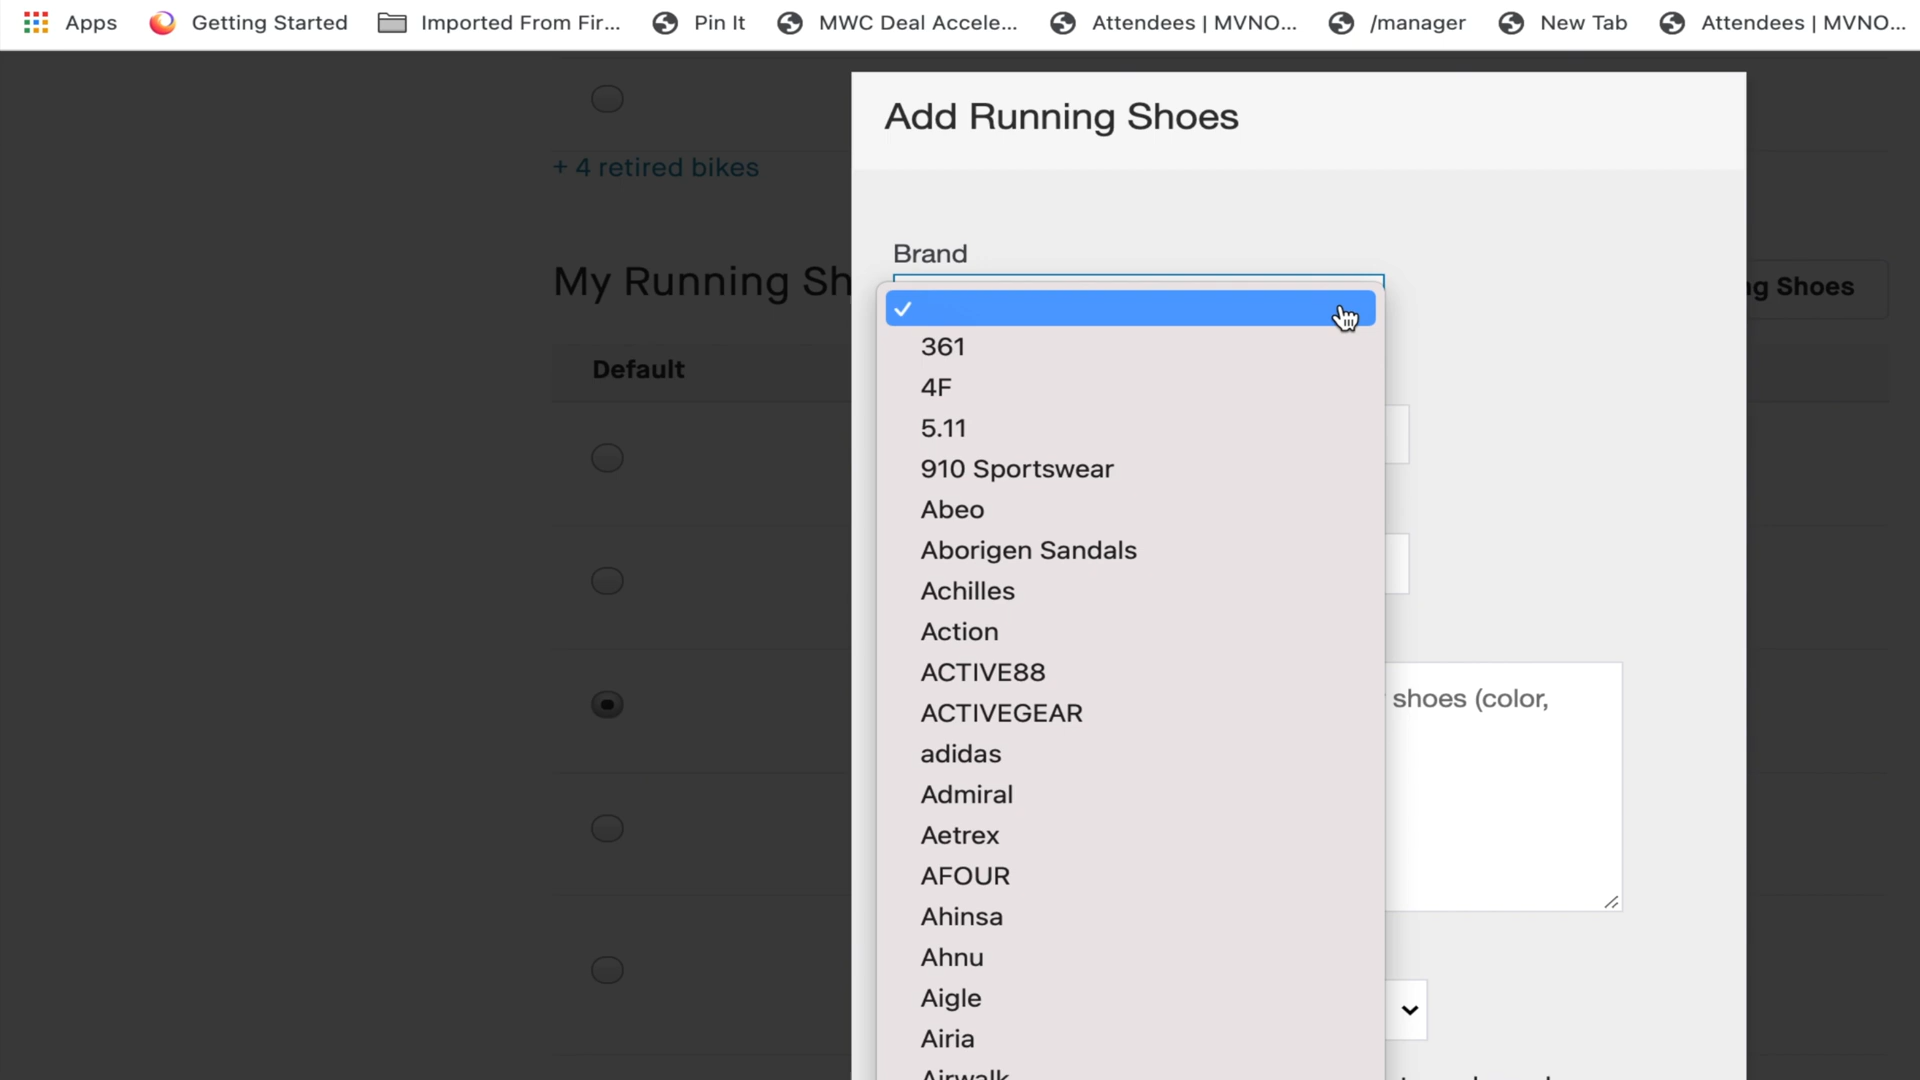 Apps
Getting Started
Imported From Fir...
Pin It
MWC Deal Accele...
Attendees | MVNO...
/manager
New Tab
Attendees | MVNO...
+ 4 retired bikes
My Running Sh
ng Shoes
Default
Add Running Shoes
Brand
361
4F
5.11
910 Sportswear
Abeo
Aborigen Sandals
Achilles
Action
ACTIVE88
ACTIVEGEAR
adidas
Admiral
Aetrex
AFOUR
Ahinsa
Ahnu
Aigle
Airia
Airwalk
shoes (color,